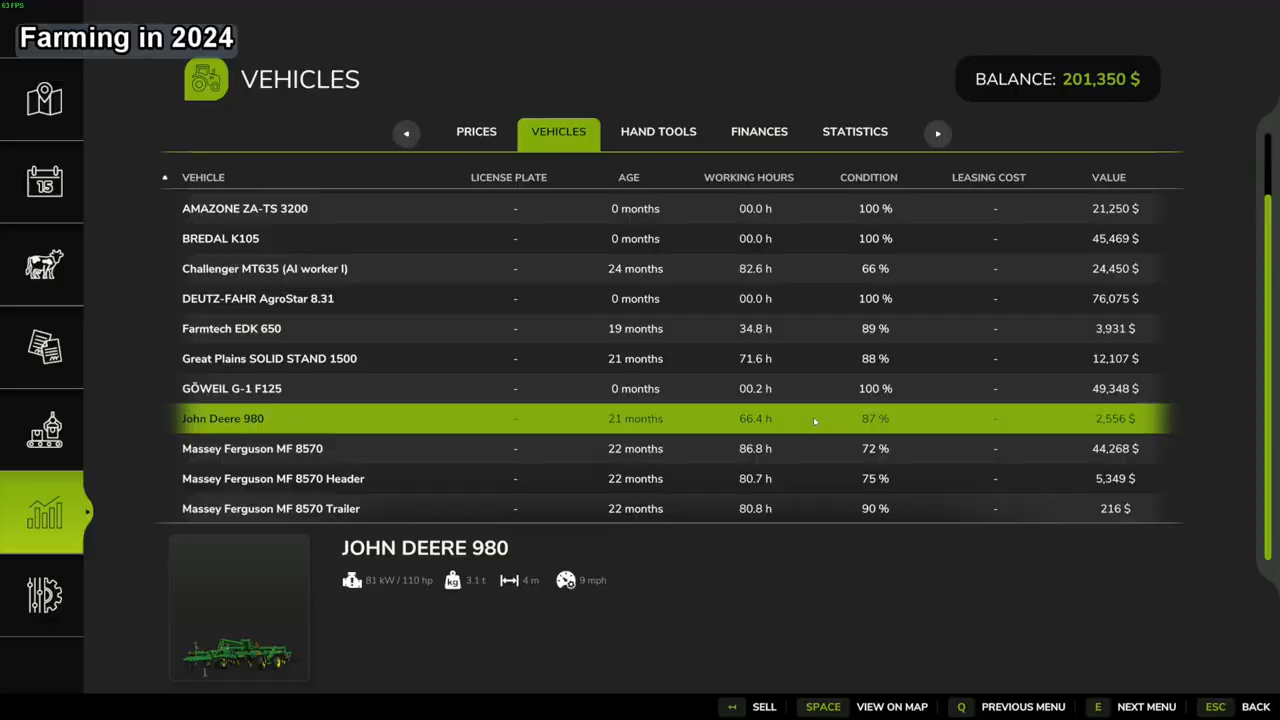 63 FPS
Farming in 2024
VEHICLES
BALANCE: 201,350 $
PRICES VEHICLES HAND TOOLS FINANCES STATISTICS
15
VEHICLE LICENSE PLATE AGE WORKING HOURS CONDITION LEASING COST VALUE
AMAZONE ZA-TS 3200 - 0 months 00.0 h 100 % - 21,250 $
BREDAL K105 - 0 months 00.0 h 100 % - 45,469 $
Challenger MT635 (AI worker I) - 24 months 82.6 h 66 % - 24,450 $
DEUTZ-FAHR AgroStar 8.31 - 0 months 00.0 h 100 % - 76,075 $
Farmtech EDK 650 - 19 months 34.8 h 89 % - 3,931 $
Great Plains SOLID STAND 1500 - 21 months 71.6 h 88 % - 12,107 $
GÖWEIL G-1 F125 - 0 months 00.2 h 100 % - 49,348 $
John Deere 980 - 21 months 66.4 h 87 % - 2,556 $
Massey Ferguson MF 8570 - 22 months 86.8 h 72 % - 44,268 $
Massey Ferguson MF 8570 Header - 22 months 80.7 h 75 % - 5,349 $
Massey Ferguson MF 8570 Trailer - 22 months 80.8 h 90 % - 216 $
JOHN DEERE 980
81 kW / 110 hp kg 3.1 t 4 m 9 mph
SELL SPACE VIEW ON MAP Q PREVIOUS MENU E NEXT MENU ESC BACK